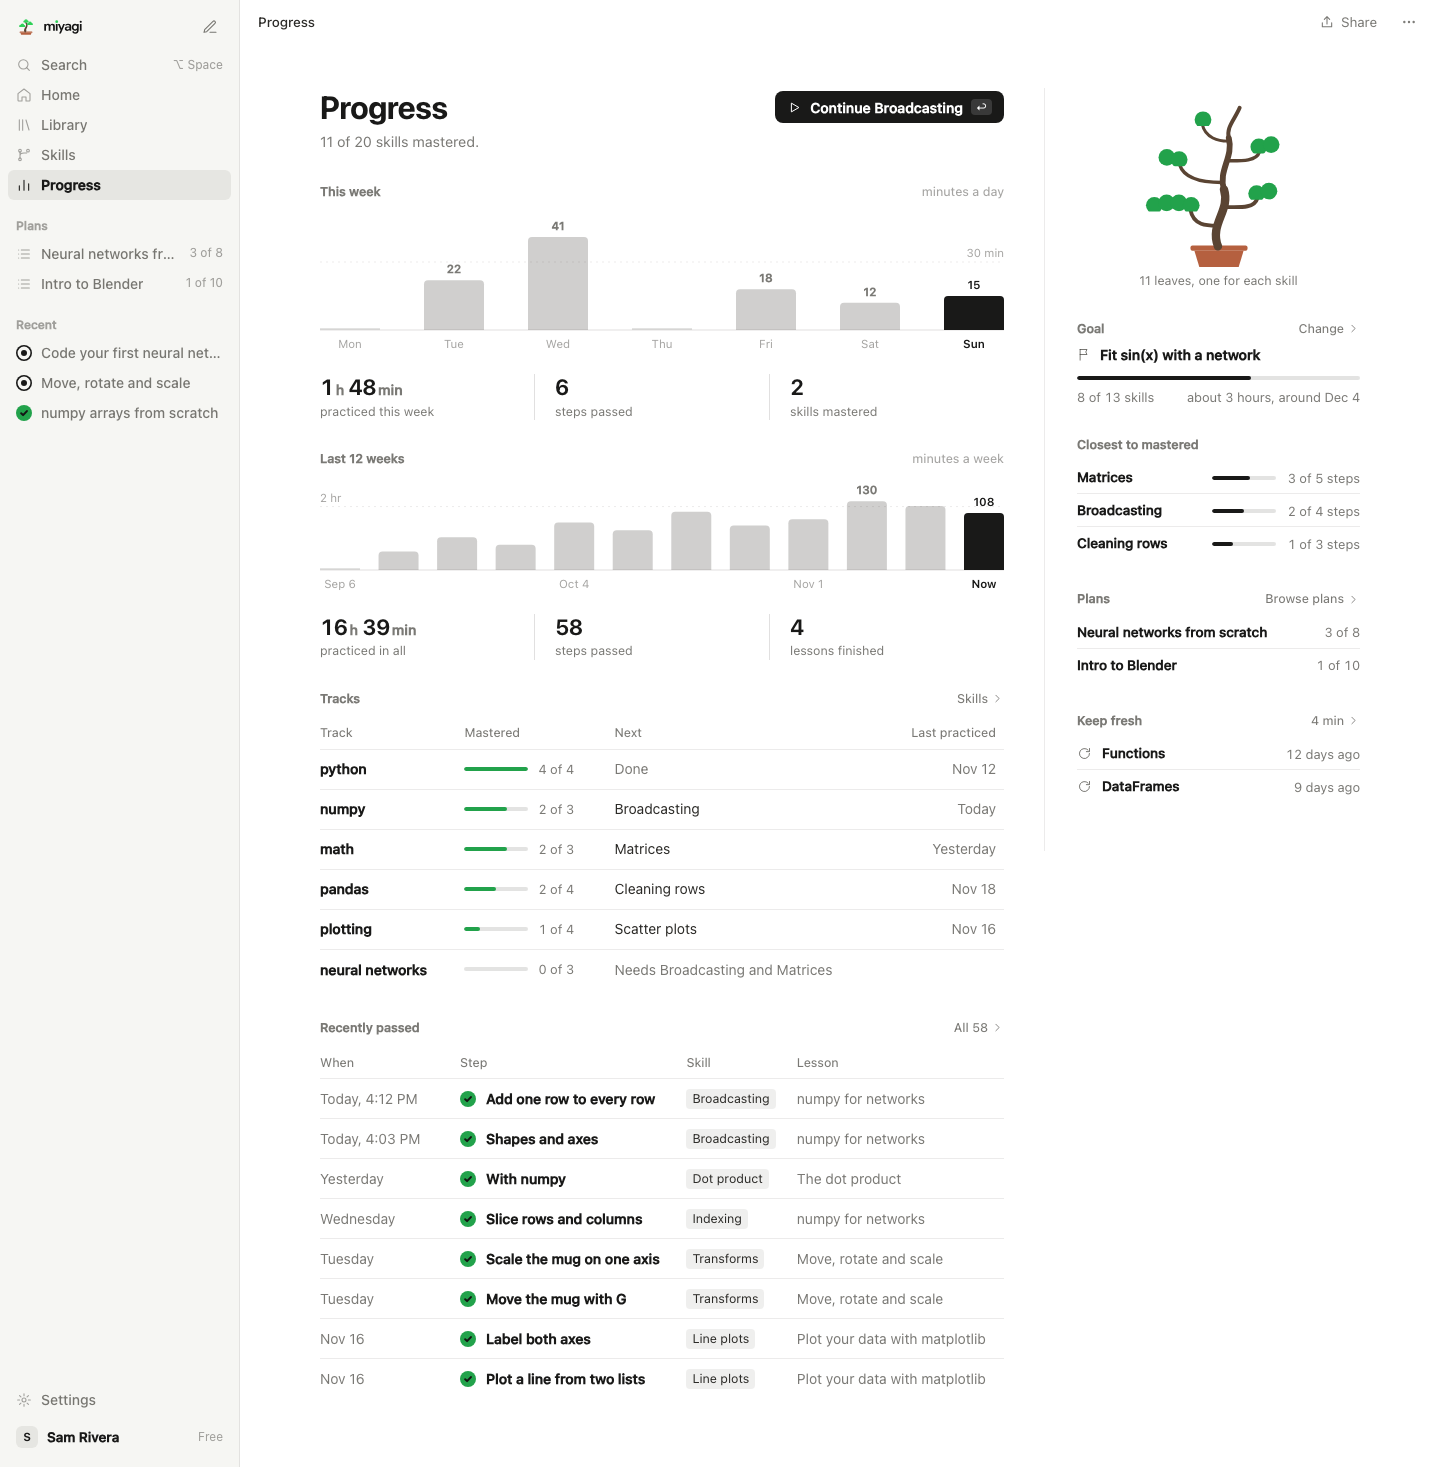 miyagi
Search ⌥ Space
Home
Library
Skills
Progress
Plans
Neural networks fr... 3 of 8
Intro to Blender 1 of 10
Recent
Code your first neural net...
Move, rotate and scale
numpy arrays from scratch
Settings
S Sam Rivera Free
Progress
Share
Progress
11 of 20 skills mastered.
Continue Broadcasting
This week minutes a day
30 min
22 41 18 12 15
Mon Tue Wed Thu Fri Sat Sun
1 h 48 min
practiced this week
6
steps passed
2
skills mastered
Last 12 weeks minutes a week
2 hr
130 108
Sep 6 Oct 4 Nov 1 Now
16 h 39 min
practiced in all
58
steps passed
4
lessons finished
Tracks Skills
Track Mastered Next Last practiced
python 4 of 4 Done Nov 12
numpy 2 of 3 Broadcasting Today
math 2 of 3 Matrices Yesterday
pandas 2 of 4 Cleaning rows Nov 18
plotting 1 of 4 Scatter plots Nov 16
neural networks 0 of 3 Needs Broadcasting and Matrices
Recently passed All 58
When Step Skill Lesson
Today, 4:12 PM Add one row to every row Broadcasting numpy for networks
Today, 4:03 PM Shapes and axes Broadcasting numpy for networks
Yesterday With numpy Dot product The dot product
Wednesday Slice rows and columns Indexing numpy for networks
Tuesday Scale the mug on one axis Transforms Move, rotate and scale
Tuesday Move the mug with G Transforms Move, rotate and scale
Nov 16 Label both axes Line plots Plot your data with matplotlib
Nov 16 Plot a line from two lists Line plots Plot your data with matplotlib
11 leaves, one for each skill
Goal Change
Fit sin(x) with a network
8 of 13 skills about 3 hours, around Dec 4
Closest to mastered
Matrices 3 of 5 steps
Broadcasting 2 of 4 steps
Cleaning rows 1 of 3 steps
Plans Browse plans
Neural networks from scratch 3 of 8
Intro to Blender 1 of 10
Keep fresh 4 min
Functions 12 days ago
DataFrames 9 days ago